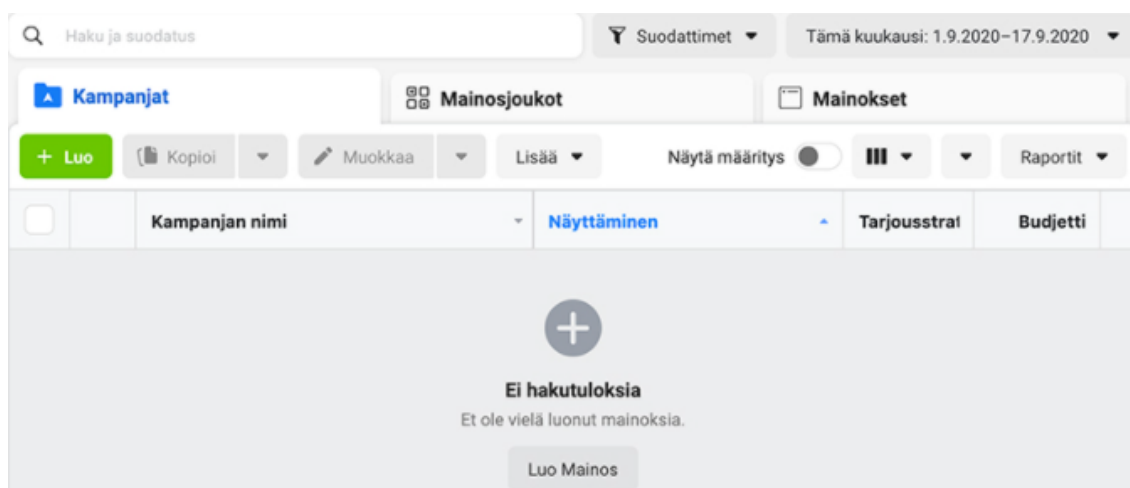 Haku ja suodatus Suodattimet Tämä kuukausi: 1.9.2020–17.9.2020
Kampanjat Mainosjoukot Mainokset
+ Luo Kopioi Muokkaa Lisää Näytä määritys Raportit
Kampanjan nimi Näyttäminen Tarjousstrat Budjetti
Ei hakutuloksia
Et ole vielä luonut mainoksia.
Luo Mainos